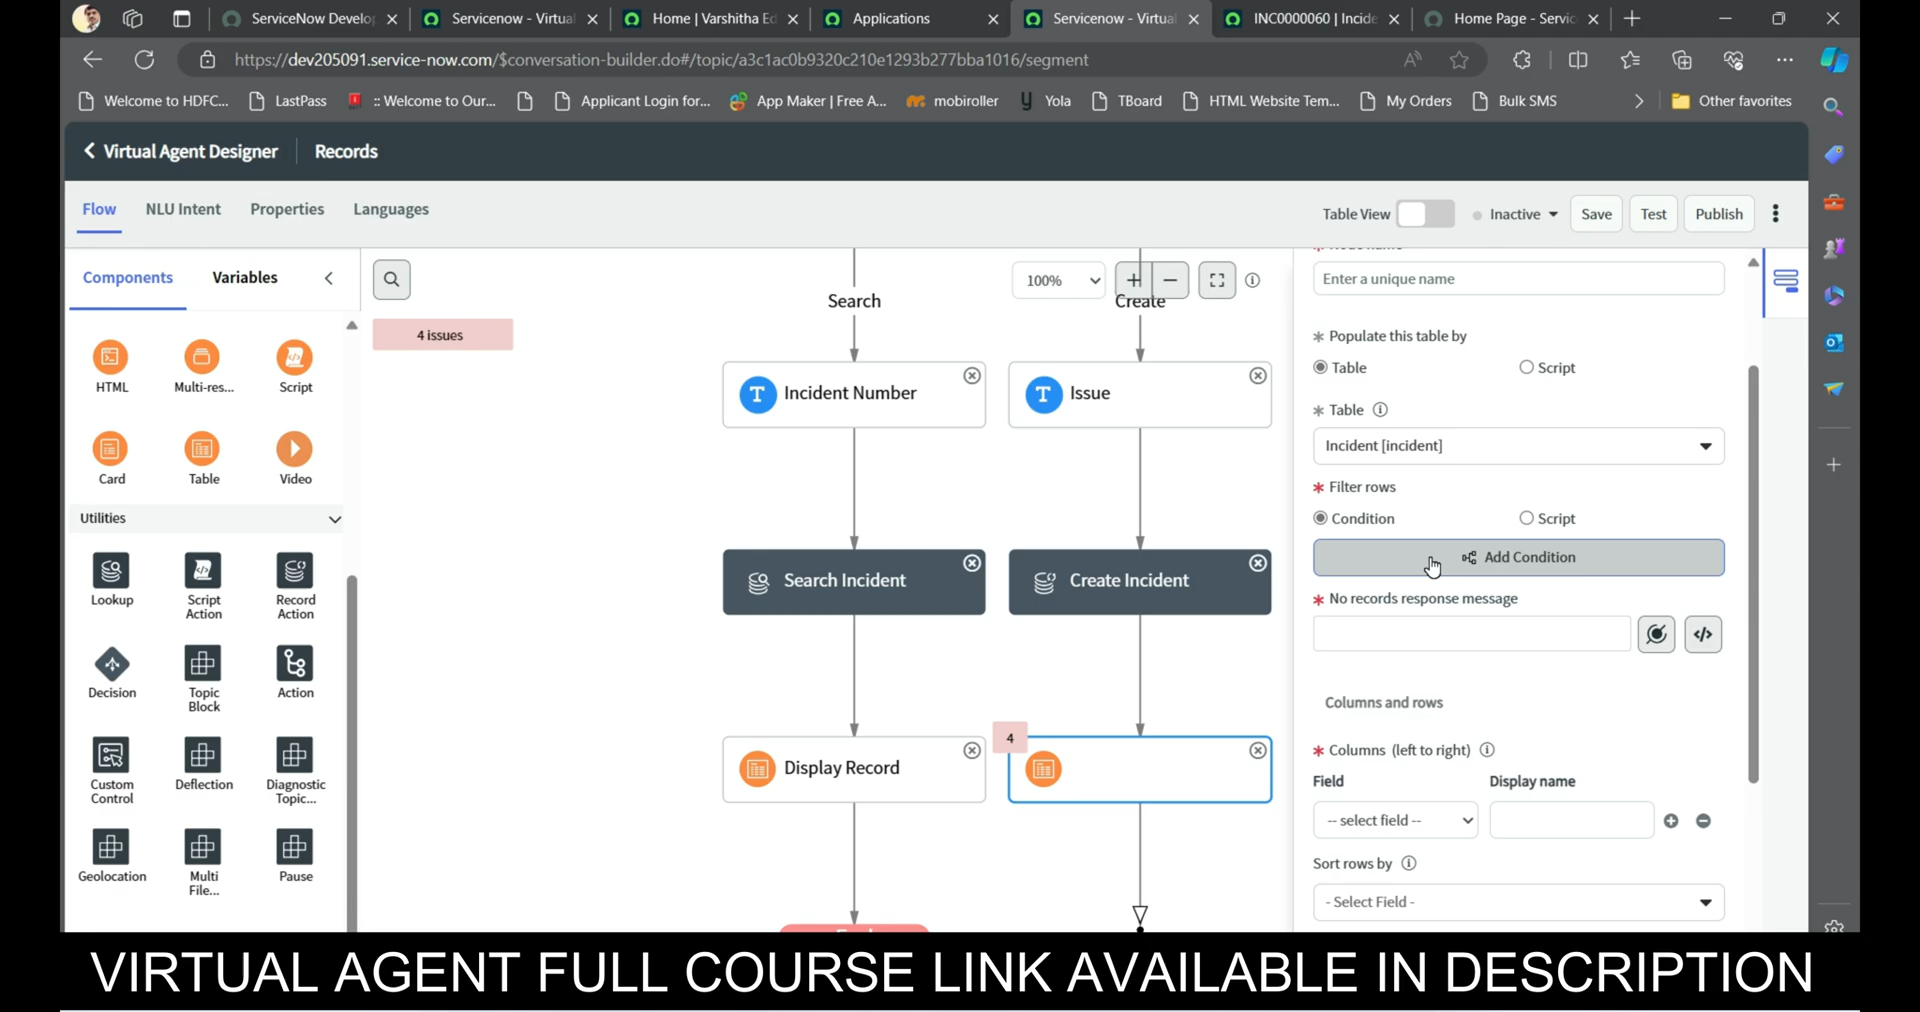 ServiceNow Develo
Servicenow - Virtua
Home | Varshitha Ed
Applications
Servicenow - Virtua
INC0000060 | Incide
Home Page - Servic
https://dev205091.service-now.com/$conversation-builder.do#/topic/a3c1ac0b9320c210e1293b277bba1016/segment
Welcome to HDFC...
LastPass
:: Welcome to Our...
Applicant Login for...
App Maker | Free A...
mobiroller
Yola
TBoard
HTML Website Tem...
My Orders
Bulk SMS
Other favorites
Virtual Agent Designer
Records
Flow
NLU Intent
Properties
Languages
Table View
Inactive
Save
Test
Publish
Components
Variables
100%
Search
Create
4 issues
HTML
Multi-res...
Script
Card
Table
Video
Utilities
Lookup
Script Action
Record Action
Decision
Topic Block
Action
Custom Control
Deflection
Diagnostic Topic...
Geolocation
Multi File...
Pause
T Incident Number
T Issue
Search Incident
Create Incident
Display Record
4
Enter a unique name
* Populate this table by
Table
Script
* Table
Incident [incident]
* Filter rows
Condition
Script
Add Condition
* No records response message
</>
Columns and rows
* Columns (left to right)
Field
Display name
-- select field --
Sort rows by
- Select Field -
VIRTUAL AGENT FULL COURSE LINK AVAILABLE IN DESCRIPTION